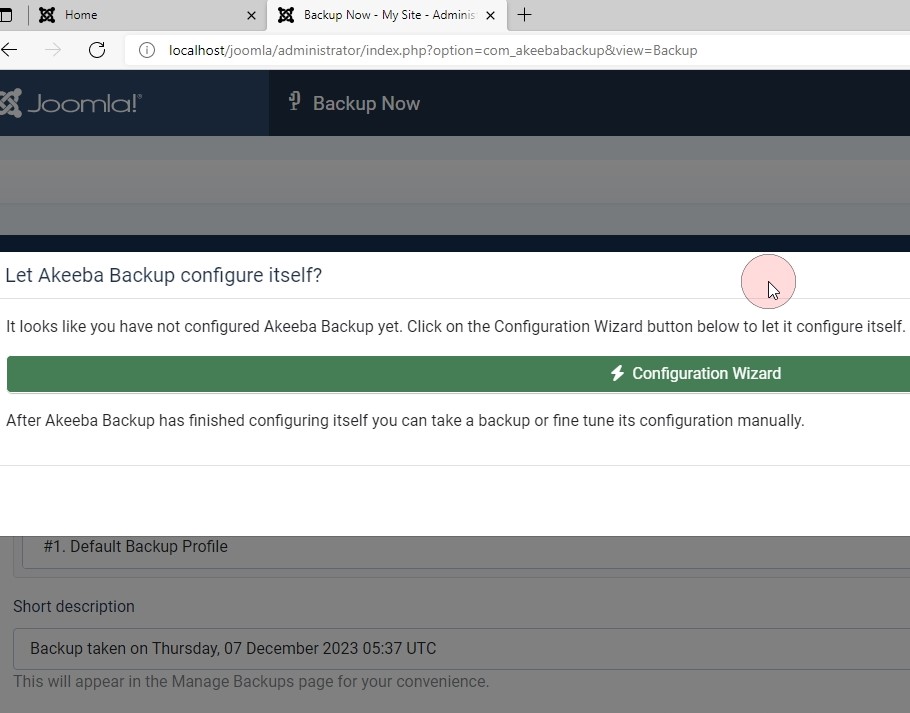 Home
Backup Now - My Site - Adminis
localhost/joomla/administrator/index.php?option=com_akeebabackup&view=Backup
Joomla!®
Backup Now
Let Akeeba Backup configure itself?
It looks like you have not configured Akeeba Backup yet. Click on the Configuration Wizard button below to let it configure itself.
Configuration Wizard
After Akeeba Backup has finished configuring itself you can take a backup or fine tune its configuration manually.
#1. Default Backup Profile
Short description
Backup taken on Thursday, 07 December 2023 05:37 UTC
This will appear in the Manage Backups page for your convenience.